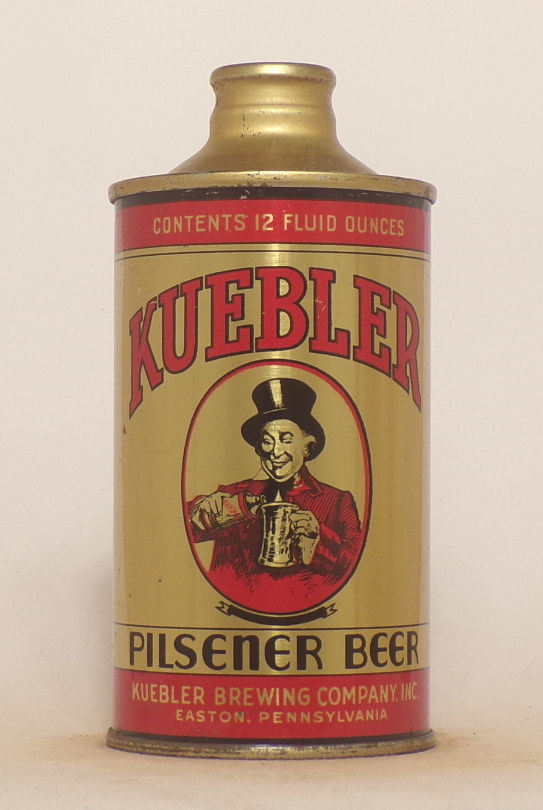 CONTENTS 12 FLUID OUNCES
KUEBLER
PILSENER BEER
KUEBLER BREWING COMPANY, INC.
EASTON, PENNSYLVANIA